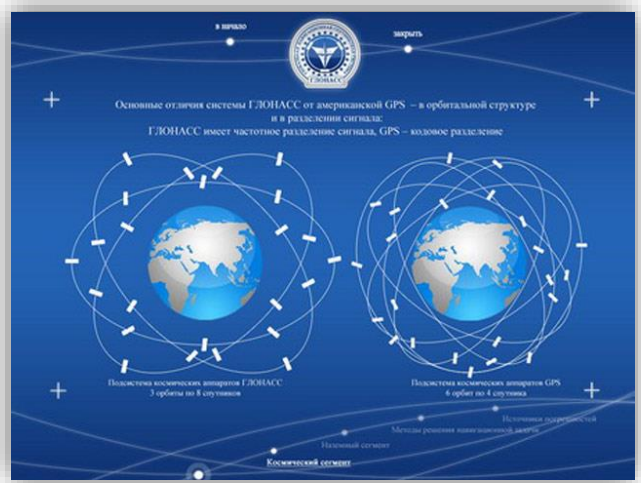 в начало
закрыть
ГЛОНАСС
Основные отличия системы ГЛОНАСС от американской GPS – в орбитальной структуре
и в разделении сигнала:
ГЛОНАСС имеет частотное разделение сигнала, GPS – кодовое разделение
Подсистема космических аппаратов ГЛОНАСС
3 орбиты по 8 спутников
Подсистема космических аппаратов GPS
6 орбит по 4 спутника
Источники погрешностей
Методы решения навигационной задачи
Наземный сегмент
Космический сегмент